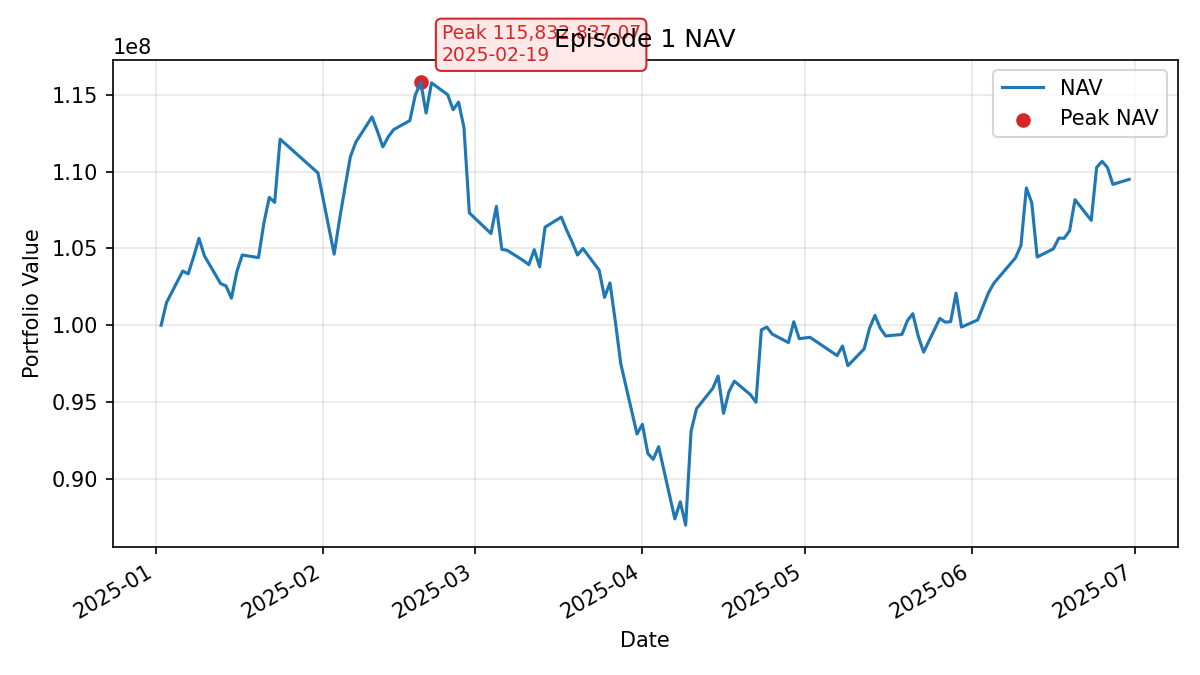 Peak 115,832,837.07
2025-02-19
Episode 1 NAV
1e8
NAV
Peak NAV
1.15
1.10
1.05
1.00
0.95
0.90
Portfolio Value
2025-01
2025-02
2025-03
2025-04
2025-05
2025-06
2025-07
Date